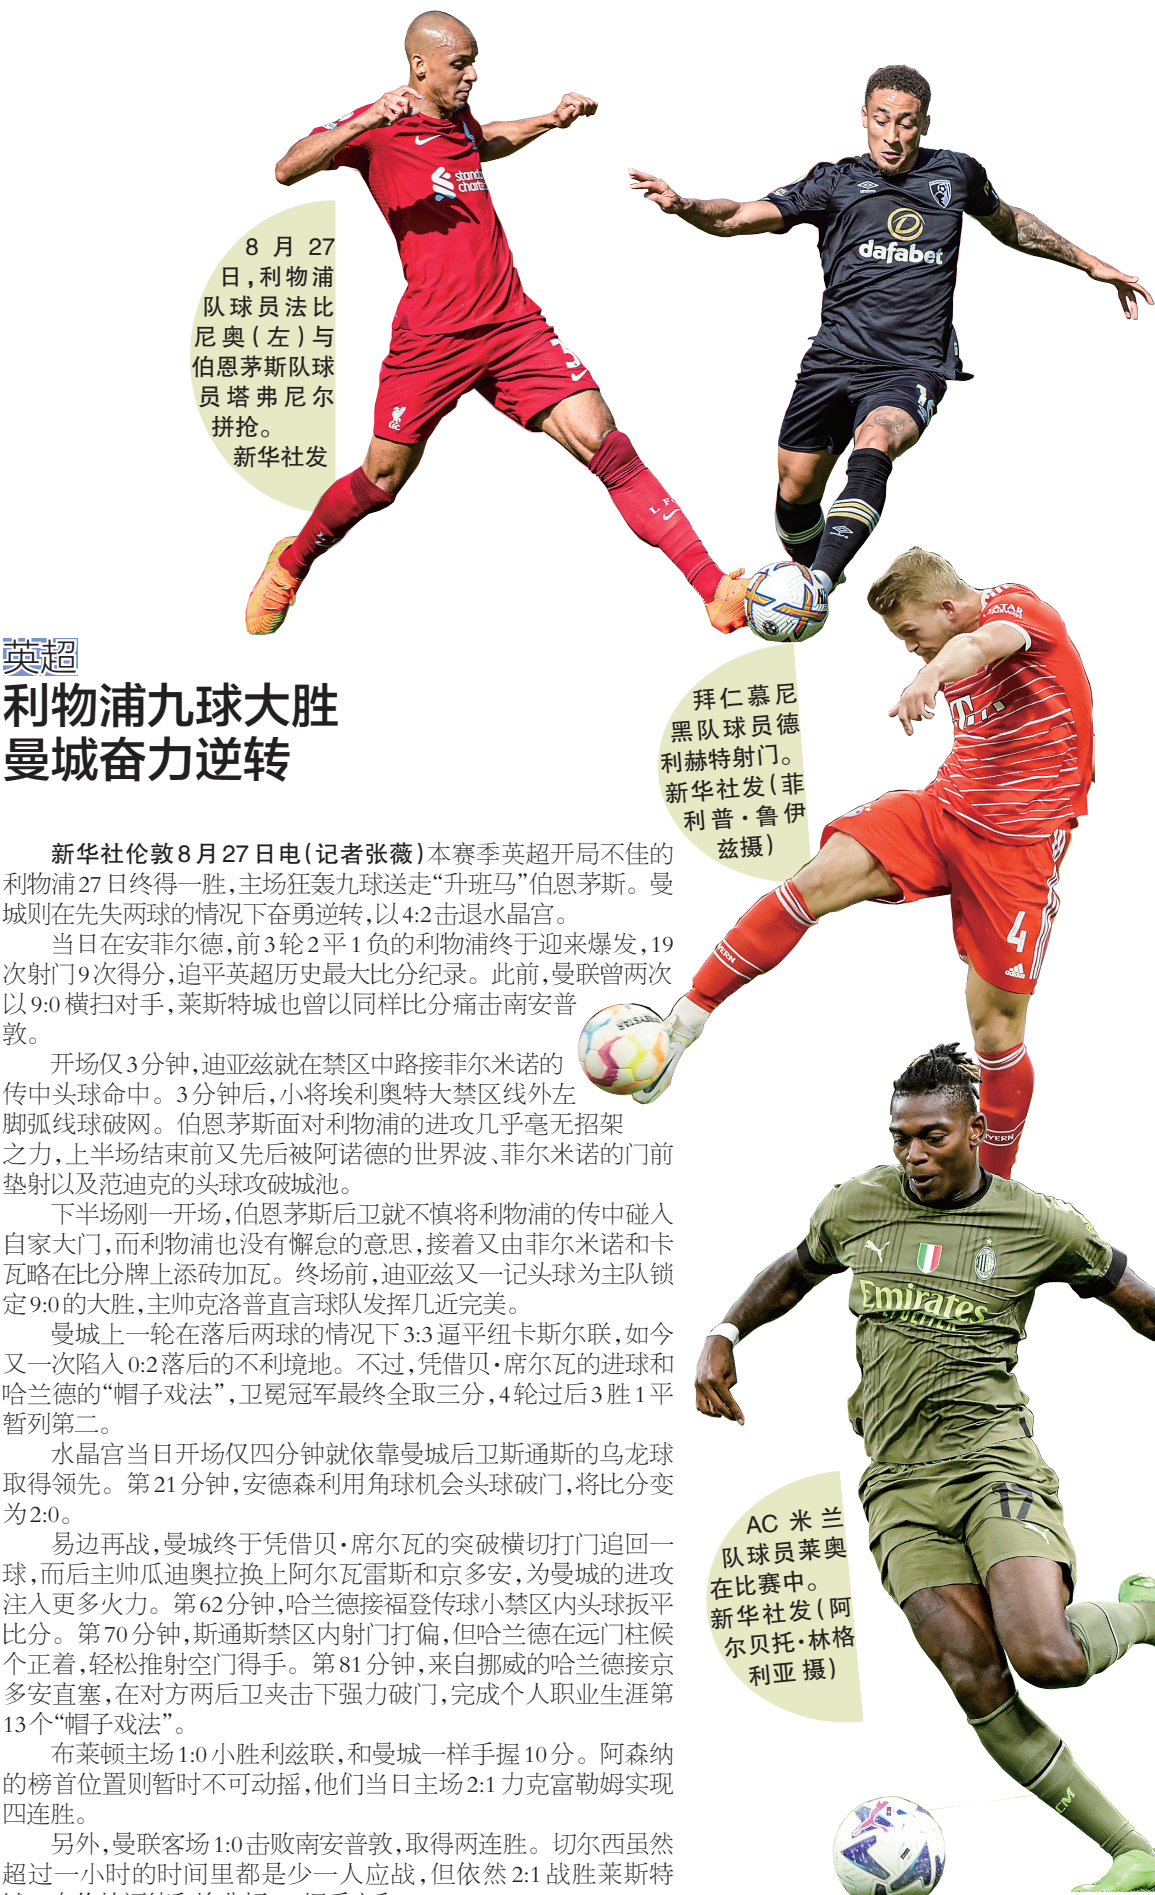 stand
charte
dafabet
8月27
日，利物浦
队球员法比
尼奥（左）与
伯恩茅斯队球
员塔弗尼尔
拼抢。
新华社发
英超
利物浦九球大胜
曼城奋力逆转
QATAR
AIRWAYS
拜仁慕尼
黑队球员德
利赫特射门。
新华社发（菲
利普·鲁伊
兹摄）
4
新华社伦敦8月27日电（记者张薇）本赛季英超开局不佳的
利物浦27日终得一胜，主场狂轰九球送走“升班马”伯恩茅斯。曼
城则在先失两球的情况下奋勇逆转，以4:2击退水晶宫。
当日在安菲尔德，前3轮2平1负的利物浦终于迎来爆发，19
次射门9次得分，追平英超历史最大比分纪录。此前，曼联曾两次
以9:0横扫对手，莱斯特城也曾以同样比分痛击南安普
敦。
开场仅3分钟，迪亚兹就在禁区中路接菲尔米诺的
传中头球命中。3分钟后，小将埃利奥特大禁区线外左
脚弧线球破网。伯恩茅斯面对利物浦的进攻几乎毫无招架
之力，上半场结束前又先后被阿诺德的世界波、菲尔米诺的门前
垫射以及范迪克的头球攻破城池。
下半场刚一开场，伯恩茅斯后卫就不慎将利物浦的传中碰入
自家大门，而利物浦也没有懈怠的意思，接着又由菲尔米诺和卡
瓦略在比分牌上添砖加瓦。终场前，迪亚兹又一记头球为主队锁
定9:0的大胜，主帅克洛普直言球队发挥几近完美。
曼城上一轮在落后两球的情况下3:3逼平纽卡斯尔联，如今
又一次陷入0:2落后的不利境地。不过，凭借贝·席尔瓦的进球和
哈兰德的“帽子戏法”，卫冕冠军最终全取三分，4轮过后3胜1平
暂列第二。
水晶宫当日开场仅四分钟就依靠曼城后卫斯通斯的乌龙球
取得领先。第21分钟，安德森利用角球机会头球破门，将比分变
为2:0。
易边再战，曼城终于凭借贝·席尔瓦的突破横切打门追回一
球，而后主帅瓜迪奥拉换上阿尔瓦雷斯和京多安，为曼城的进攻
注入更多火力。第62分钟，哈兰德接福登传球小禁区内头球扳平
比分。第70分钟，斯通斯禁区内射门打偏，但哈兰德在远门柱候
个正着，轻松推射空门得手。第81分钟，来自挪威的哈兰德接京
多安直塞，在对方两后卫夹击下强力破门，完成个人职业生涯第
13个“帽子戏法”。
布莱顿主场1:0小胜利兹联，和曼城一样手握10分。阿森纳
的榜首位置则暂时不可动摇，他们当日主场2:1力克富勒姆实现
四连胜。
另外，曼联客场1:0击败南安普敦，取得两连胜。切尔西虽然
超过一小时的时间里都是少一人应战，但依然2:1战胜莱斯特
Emirates
FLY BETTER
17
AC米兰
队球员莱奥
在比赛中。
新华社发（阿
尔贝托·林格
利亚 摄）